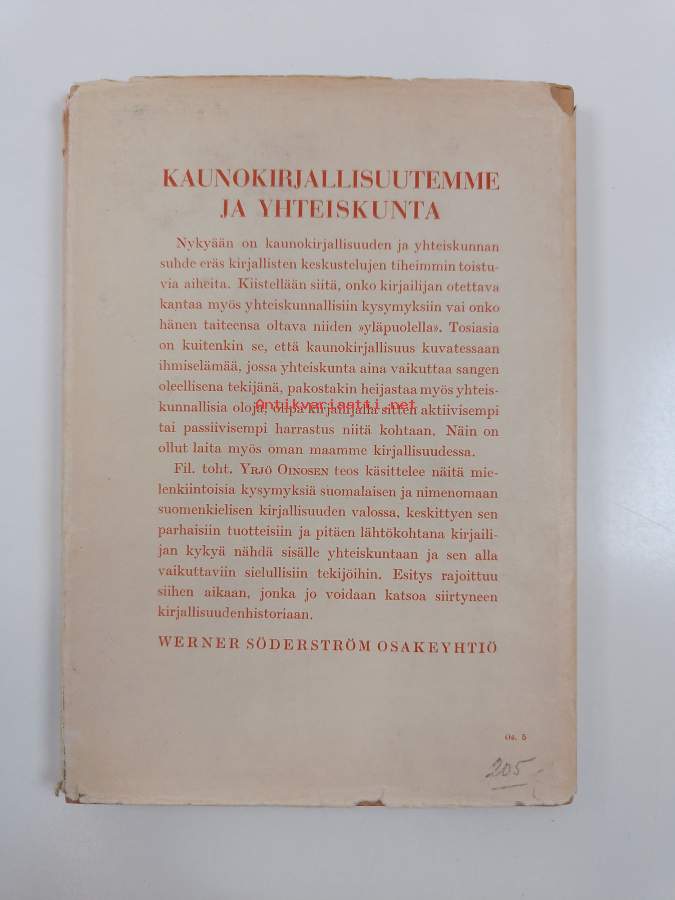 KAUNOKIRJALLISUUTEMME
JA YHTEISKUNTA
Nykyään on kaunokirjallisuuden ja yhteiskunnan
suhde eräs kirjallisten keskustelujen tiheimmin toistu-
via aiheita. Kiistellään siitä, onko kirjailijan otettava
kantaa myös yhteiskunnallisiin kysymyksiin vai onko
hänen taiteensa oltava niiden »yläpuolella». Tosiasia
on kuitenkin se, että kaunokirjallisuus kuvatessaan
ihmiselämää, jossa yhteiskunta aina vaikuttaa sangen
oleellisena tekijänä, pakostakin heijastaa myös yhteis-
Antikvariaatti.net
kunnallisia oloja, olipa kirjailijalla sitten aktiivisempi
tai passiivisempi harrastus niitä kohtaan. Näin on
ollut laita myös oman maamme kirjallisuudessa.
Fil. toht. YRJÖ OINOSEN teos käsittelee näitä mie-
lenkiintoisia kysymyksiä suomalaisen ja nimenomaan
suomenkielisen kirjallisuuden valossa, keskittyen sen
parhaisiin tuotteisiin ja pitäen lähtökohtana kirjaili-
jan kykyä nähdä sisälle yhteiskuntaan ja sen alla
vaikuttaviin sielullisiin tekijöihin. Esitys rajoittuu
siihen aikaan, jonka jo voidaan katsoa siirtyneen
kirjallisuudenhistoriaan.
WERNER SÖDERSTRÖM OSAKEYHTIÖ
Os. 5
205